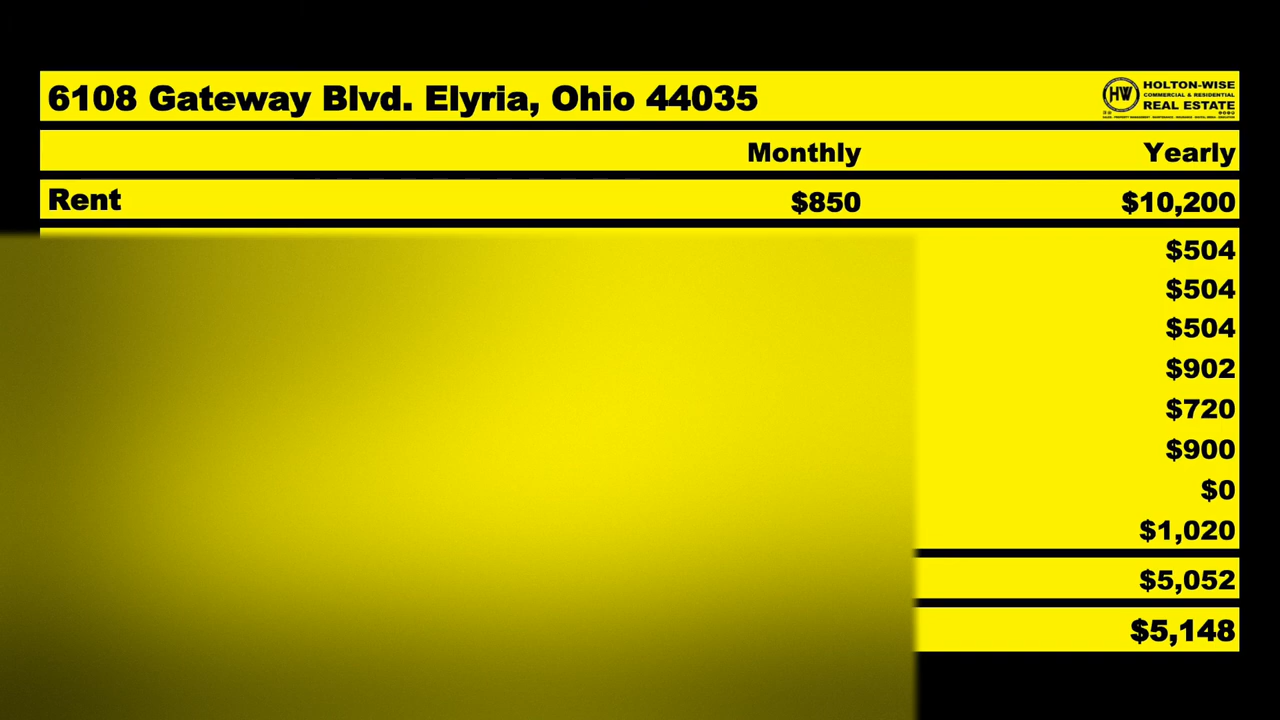 6108 Gateway Blvd. Elyria, Ohio 44035
HOLTON-WISE
COMMERCIAL & RESIDENTIAL
REAL ESTATE
HW
Monthly Yearly
Rent $850 $10,200
$504
$504
$504
$902
$720
$900
$0
$1,020
$5,052
$5,148